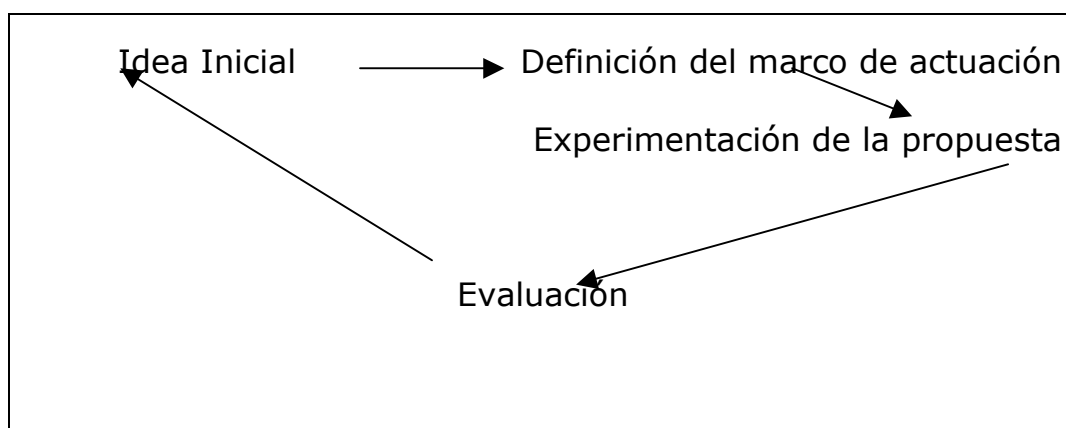 Idea Inicial Definición del marco de actuación
Experimentación de la propuesta
Evaluación